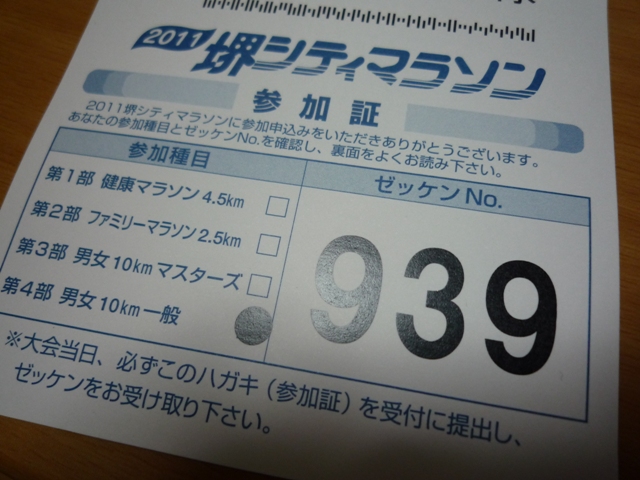 2011 堺シティマラソン
参加証
2011堺シティマラソンに参加申込みをいただきありがとうございます。
あなたの参加種目とゼッケンNo.を確認し、裏面をよくお読み下さい。
参加種目
第1部 健康マラソン4.5km
第2部 ファミリーマラソン2.5km
第3部 男女10kmマスターズ
第4部 男女10km一般
ゼッケンNo.
939
※大会当日、必ずこのハガキ（参加証）を受付に提出し、
ゼッケンをお受け取り下さい。